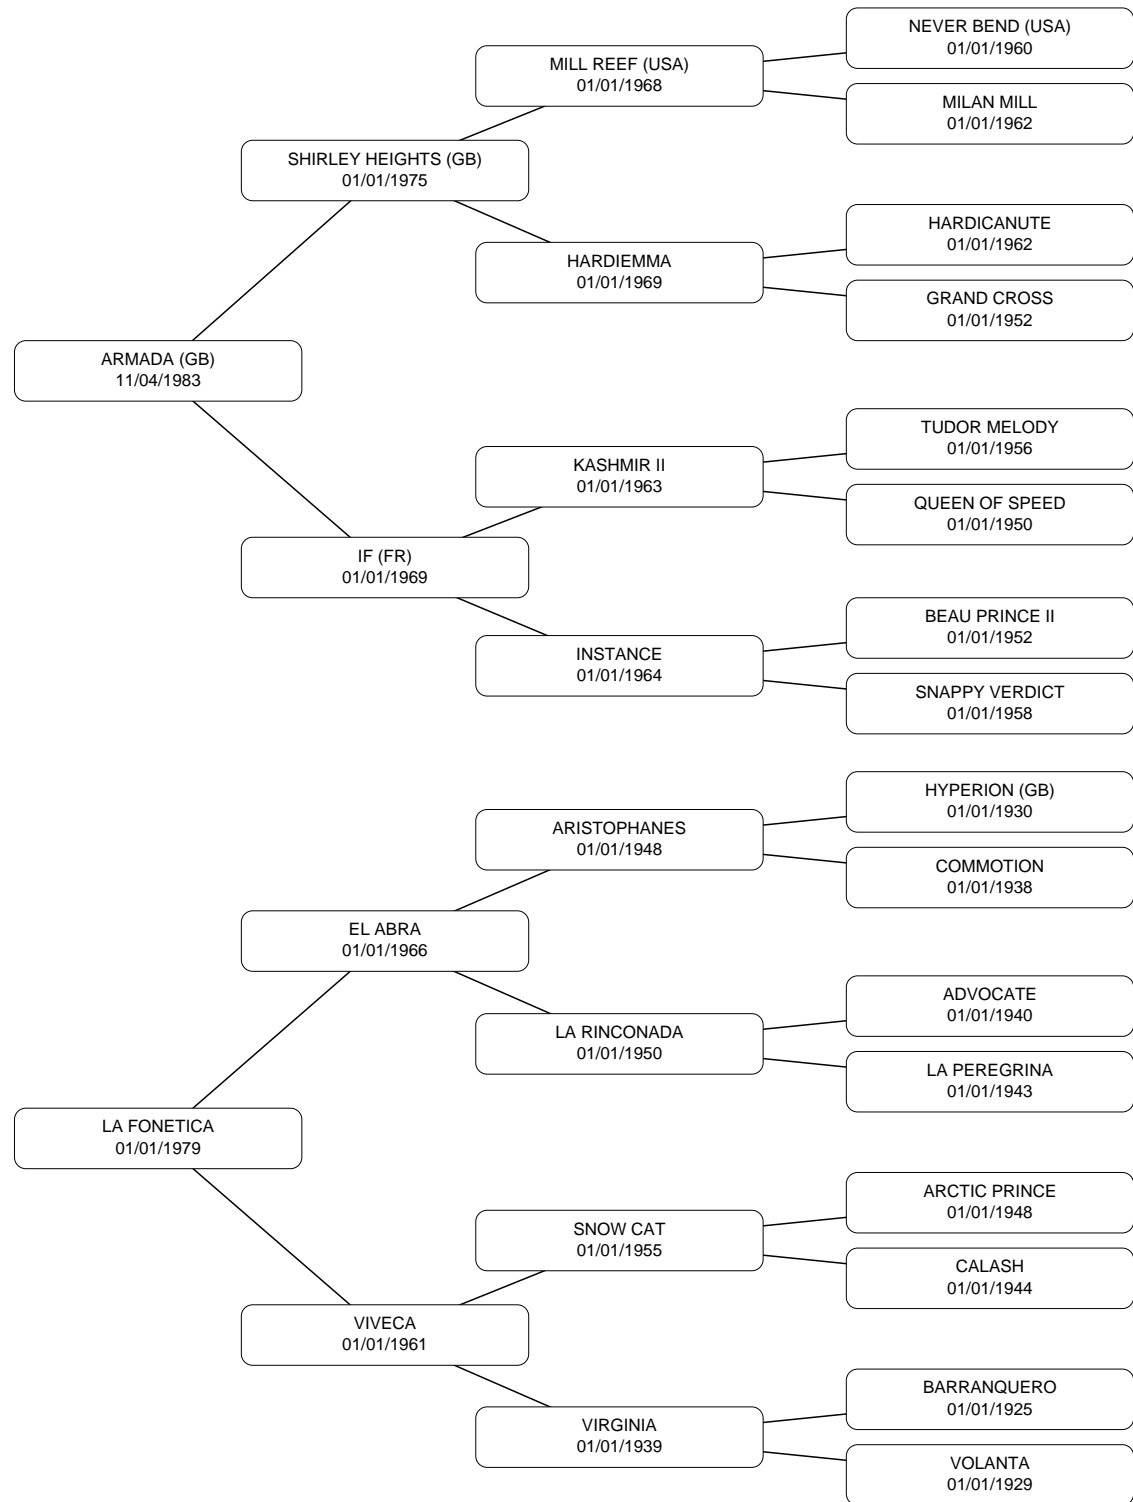 NEVER BEND (USA)
01/01/1960
MILL REEF (USA)
01/01/1968
MILAN MILL
01/01/1962
SHIRLEY HEIGHTS (GB)
01/01/1975
HARDICANUTE
01/01/1962
HARDIEMMA
01/01/1969
GRAND CROSS
01/01/1952
ARMADA (GB)
11/04/1983
TUDOR MELODY
01/01/1956
KASHMIR II
01/01/1963
QUEEN OF SPEED
01/01/1950
IF (FR)
01/01/1969
BEAU PRINCE II
01/01/1952
INSTANCE
01/01/1964
SNAPPY VERDICT
01/01/1958
HYPERION (GB)
01/01/1930
ARISTOPHANES
01/01/1948
COMMOTION
01/01/1938
EL ABRA
01/01/1966
ADVOCATE
01/01/1940
LA RINCONADA
01/01/1950
LA PEREGRINA
01/01/1943
LA FONETICA
01/01/1979
ARCTIC PRINCE
01/01/1948
SNOW CAT
01/01/1955
CALASH
01/01/1944
VIVECA
01/01/1961
BARRANQUERO
01/01/1925
VIRGINIA
01/01/1939
VOLANTA
01/01/1929